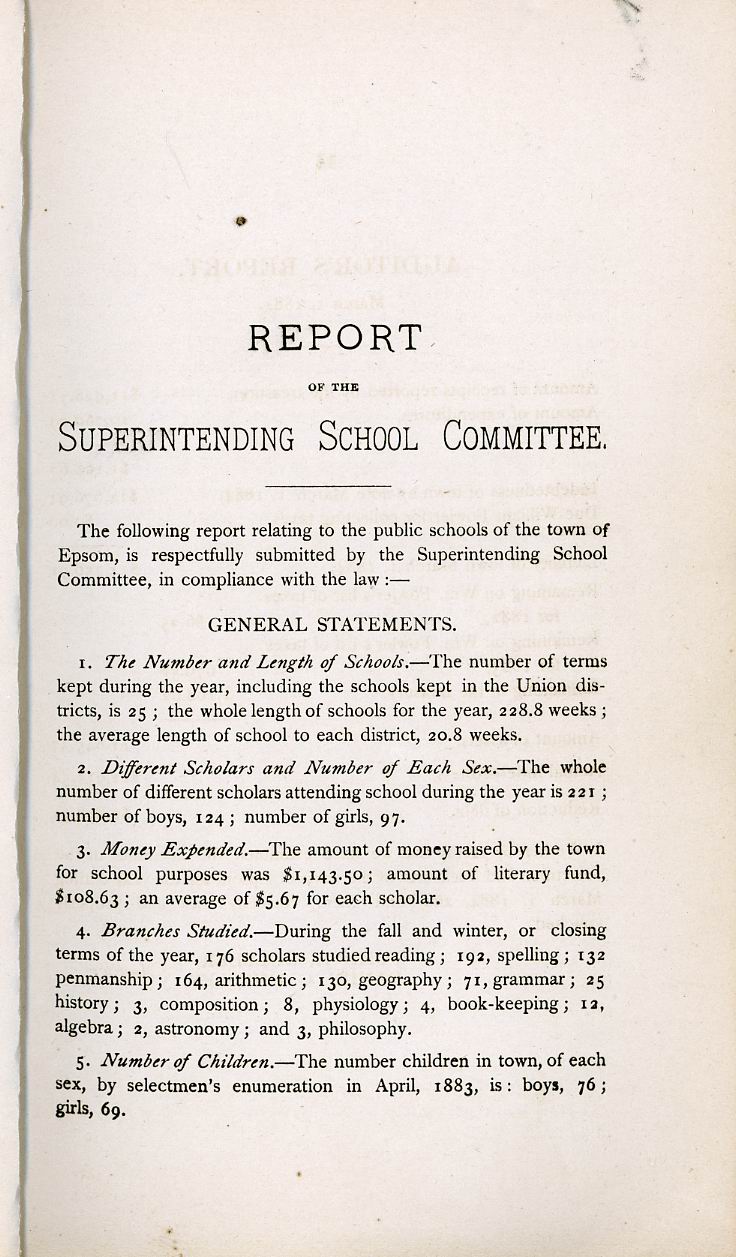 REPORT
OF THE
SUPERINTENDING SCHOOL COMMITTEE.
The following report relating to the public schools of the town of
Epsom, is respectfully submitted by the Superintending School
Committee, in compliance with the law :—
GENERAL STATEMENTS.
1. The Number and Length of Schools.—The number of terms
kept during the year, including the schools kept in the Union dis-
tricts, is 25 ; the whole length of schools for the year, 228.8 weeks ;
the average length of school to each district, 20.8 weeks.
2. Different Scholars and Number of Each Sex.—The whole
number of different scholars attending school during the year is 221 ;
number of boys, 124 ; number of girls, 97.
3. Money Expended.—The amount of money raised by the town
for school purposes was $1,143.50 ; amount of literary fund,
$108.63 ; an average of $5.67 for each scholar.
4. Branches Studied.—During the fall and winter, or closing
terms of the year, 176 scholars studied reading ; 192, spelling ; 132
penmanship ; 164, arithmetic ; 130, geography ; 71, grammar ; 25
history ; 3, composition ; 8, physiology ; 4, book-keeping ; 12,
algebra ; 2, astronomy ; and 3, philosophy.
5. Number of Children.—The number children in town, of each
sex, by selectmen's enumeration in April, 1883, is : boys, 76 ;
girls, 69.